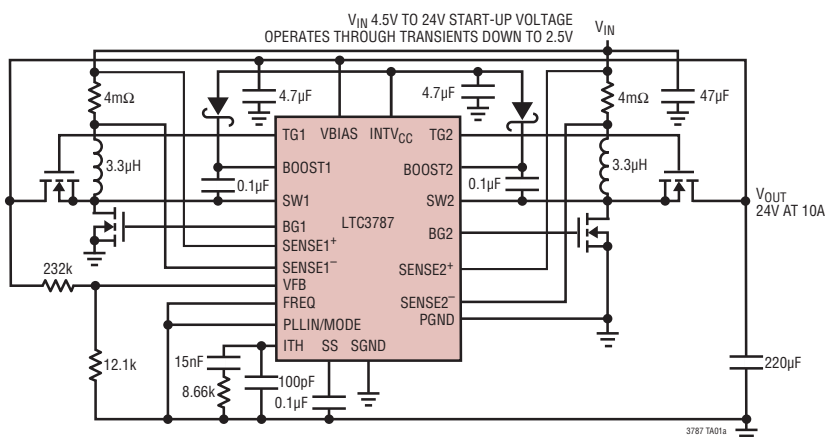 VIN 4.5V TO 24V START-UP VOLTAGE
OPERATES THROUGH TRANSIENTS DOWN TO 2.5V
VIN
4mΩ
4.7µF
4.7µF
4mΩ
47µF
TG1
VBIAS
INTVCC
TG2
3.3µH
BOOST1
BOOST2
3.3µH
0.1µF
0.1µF
SW1
LTC3787
SW2
VOUT
24V AT 10A
BG1
BG2
SENSE1+
SENSE1–
SENSE2+
232k
VFB
FREQ
SENSE2–
PLLIN/MODE
PGND
ITH
SS
SGND
12.1k
15nF
8.66k
100pF
0.1µF
220µF
3787 TA01a